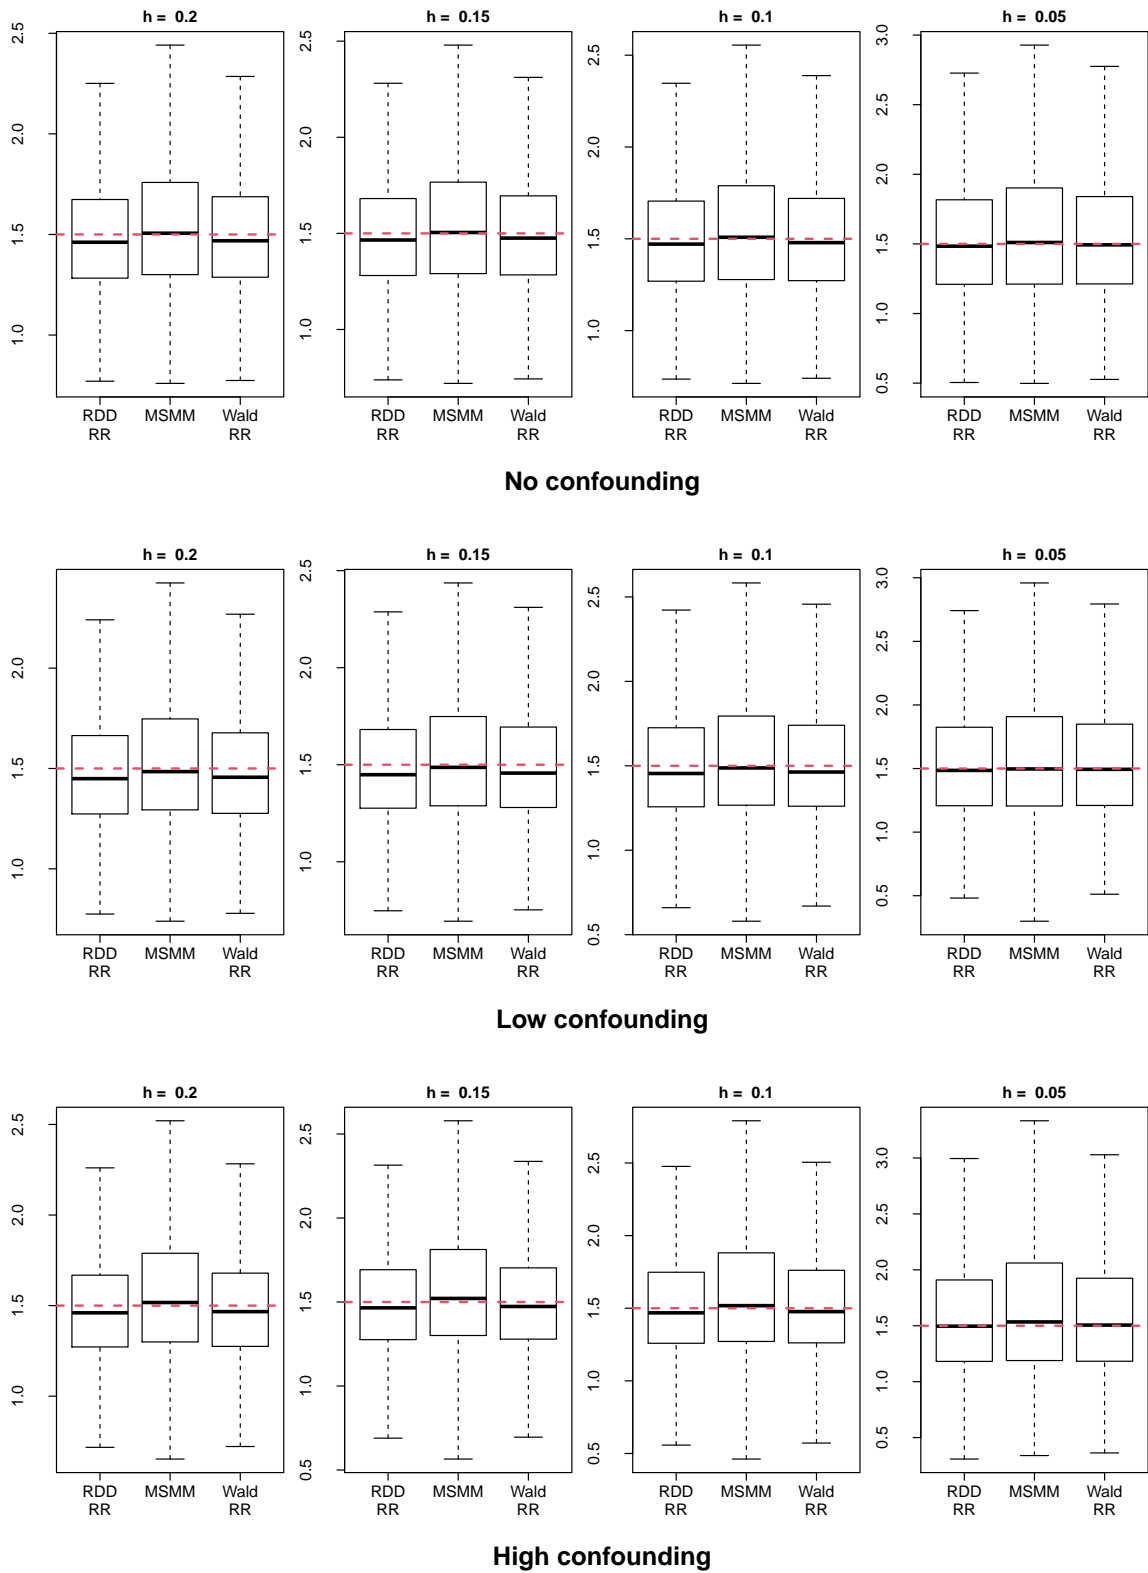 h = 0.2
2.5
2.0
1.5
1.0
RDD MSMM Wald
RR RR
h = 0.15
2.5
2.0
1.5
1.0
RDD MSMM Wald
RR RR
h = 0.1
2.5
2.0
1.5
1.0
RDD MSMM Wald
RR RR
h = 0.05
3.0
2.5
2.0
1.5
1.0
0.5
RDD MSMM Wald
RR RR
No confounding
h = 0.2
2.0
1.5
1.0
RDD MSMM Wald
RR RR
h = 0.15
2.5
2.0
1.5
1.0
RDD MSMM Wald
RR RR
h = 0.1
2.5
2.0
1.5
1.0
0.5
RDD MSMM Wald
RR RR
h = 0.05
3.0
2.5
2.0
1.5
1.0
0.5
RDD MSMM Wald
RR RR
Low confounding
h = 0.2
2.5
2.0
1.5
1.0
RDD MSMM Wald
RR RR
h = 0.15
2.5
2.0
1.5
1.0
0.5
RDD MSMM Wald
RR RR
h = 0.1
2.5
2.0
1.5
1.0
0.5
RDD MSMM Wald
RR RR
h = 0.05
3.0
2.5
2.0
1.5
1.0
0.5
RDD MSMM Wald
RR RR
High confounding